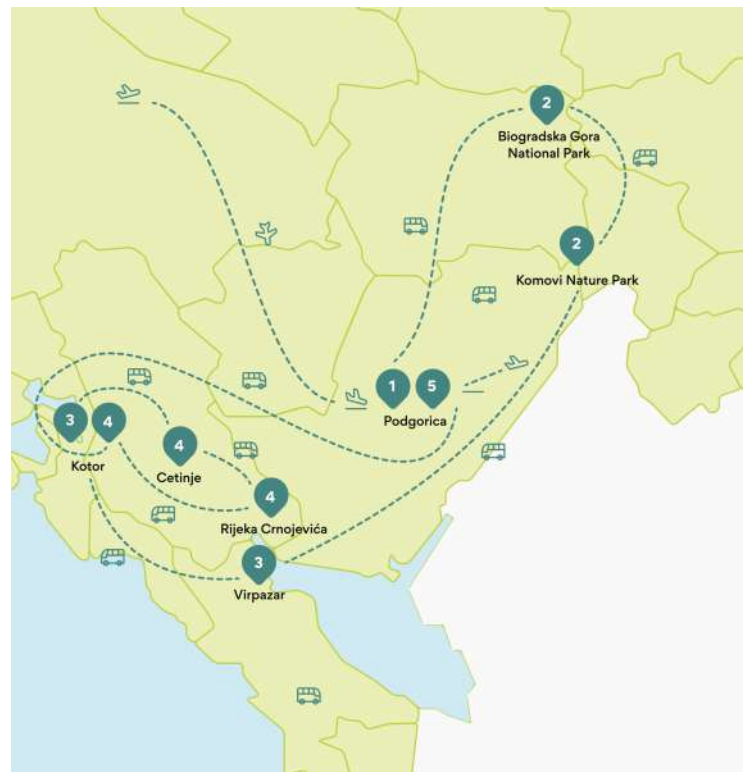 2
Biogradska Gora
National Park
2
Komovi Nature Park
1
5
Podgorica
3
4
Kotor
4
Cetinje
4
Rijeka Crnojevića
3
Virpazar